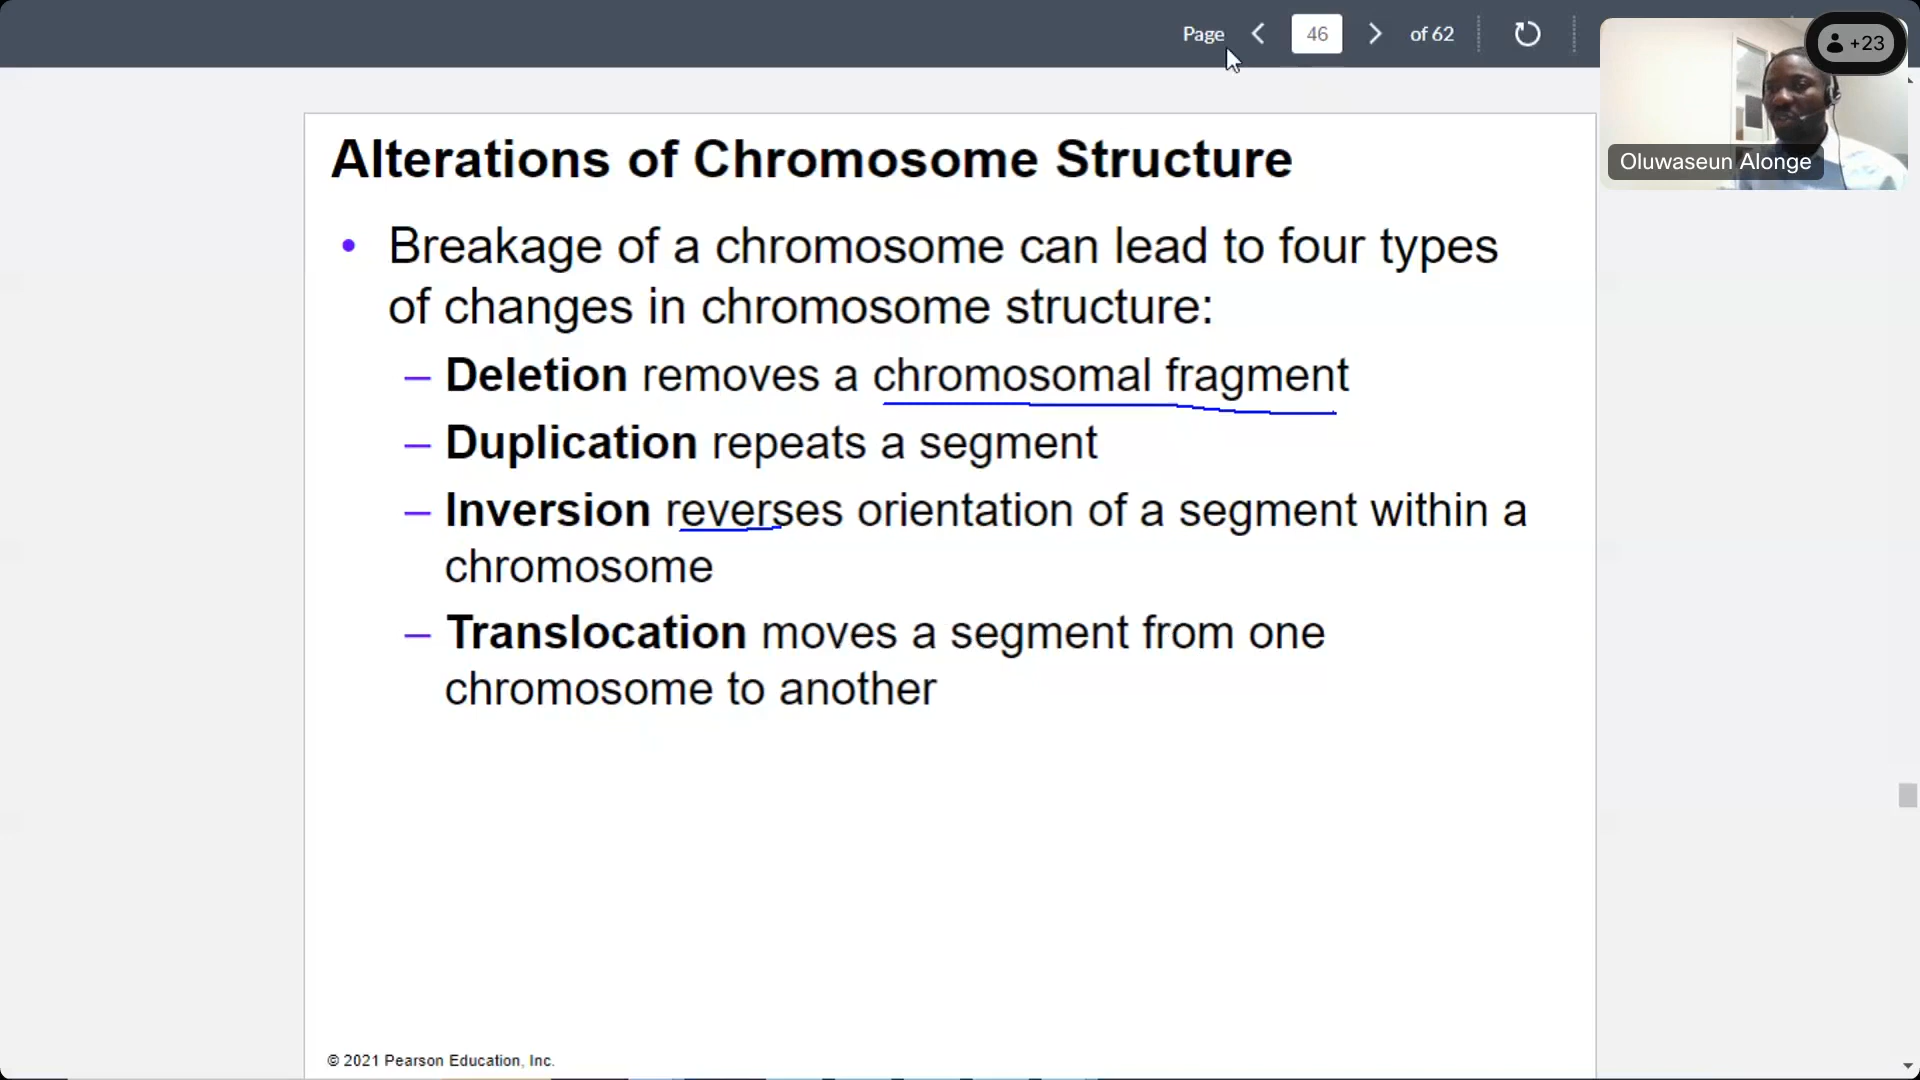 Page 46 of 62
+23
Oluwaseun Alonge
Alterations of Chromosome Structure
• Breakage of a chromosome can lead to four types
of changes in chromosome structure:
– Deletion removes a chromosomal fragment
– Duplication repeats a segment
– Inversion reverses orientation of a segment within a
chromosome
– Translocation moves a segment from one
chromosome to another
© 2021 Pearson Education, Inc.